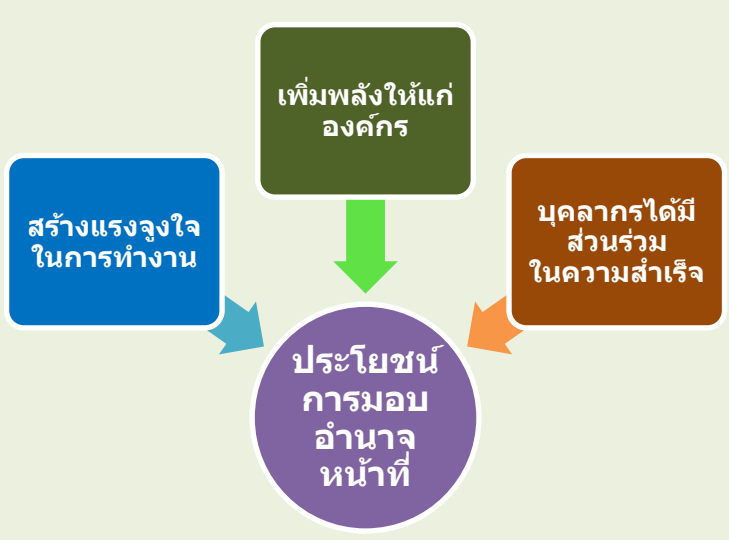 เพิ่มพลังให้แก่
องค์กร
สร้างแรงจูงใจ
ในการทำงาน
บุคลากรได้มี
ส่วนร่วม
ในความสำเร็จ
ประโยชน์
การมอบ
อำนาจ
หน้าที่